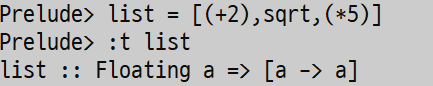 Prelude> list = [(+2),sqrt,(*5)]
Prelude> :t list
list :: Floating a => [a -> a]